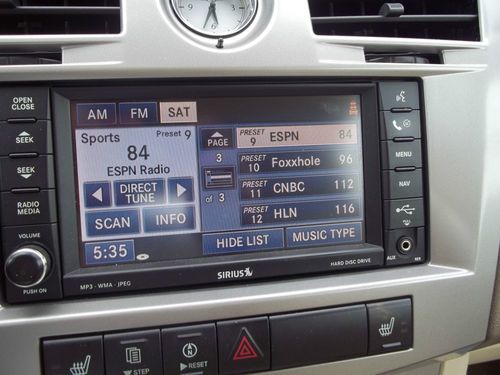 OPEN
CLOSE
SEEK
SEEK
RADIO
MEDIA
VOLUME
PUSH ON
AM FM SAT
Sports Preset 9
84
ESPN Radio
DIRECT
TUNE
SCAN INFO
5:35
PAGE
3
of 3
PRESET
9 ESPN 84
PRESET
10 Foxxhole 96
PRESET
11 CNBC 112
PRESET
12 HLN 116
HIDE LIST MUSIC TYPE
MENU
NAV
AUX
MP3 - WMA - JPEG
SIRIUS
HARD DISC DRIVE
STEP
RESET